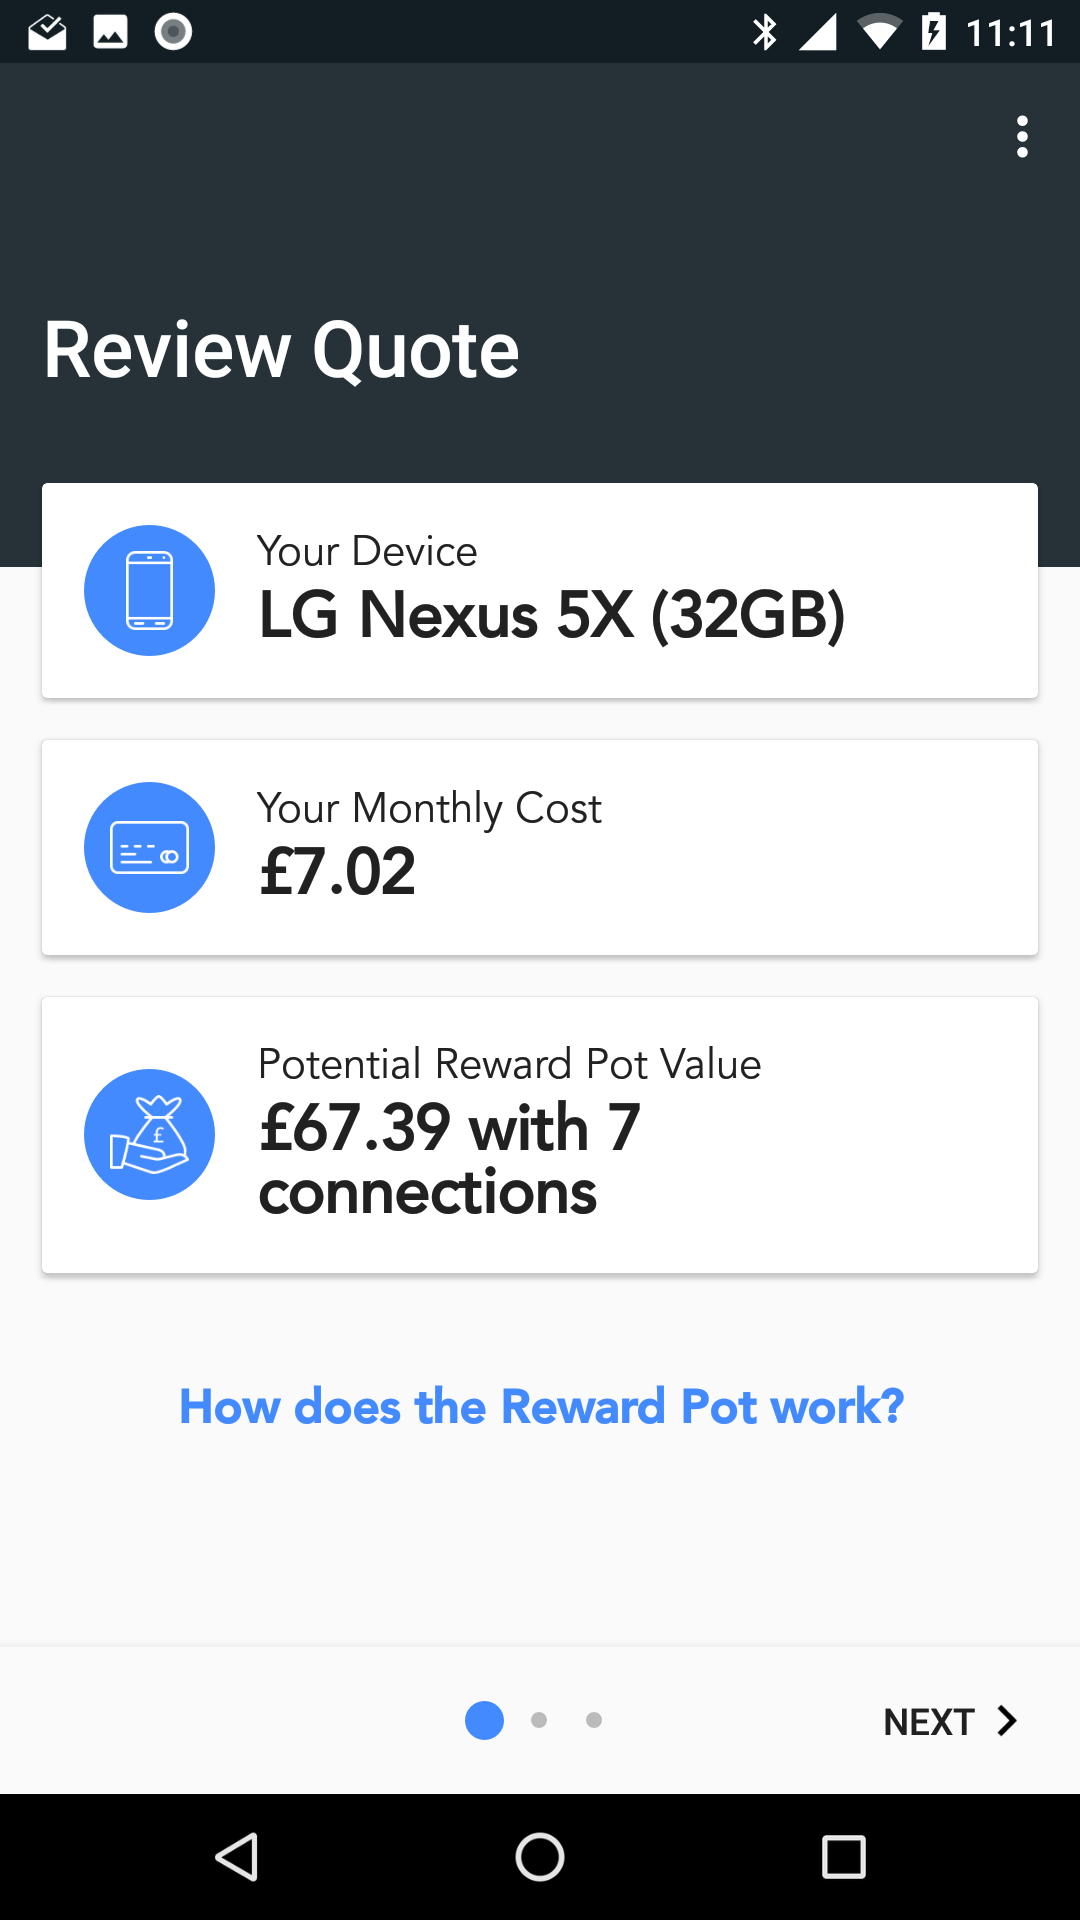 11:11
Review Quote
Your Device
LG Nexus 5X (32GB)
Your Monthly Cost
£7.02
Potential Reward Pot Value
£67.39 with 7
connections
£
How does the Reward Pot work?
NEXT